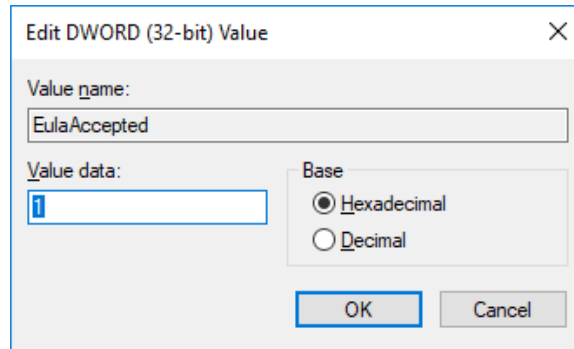 Edit DWORD (32-bit) Value
Value name:
EulaAccepted
Value data:
1
Base
Hexadecimal
Decimal
OK
Cancel